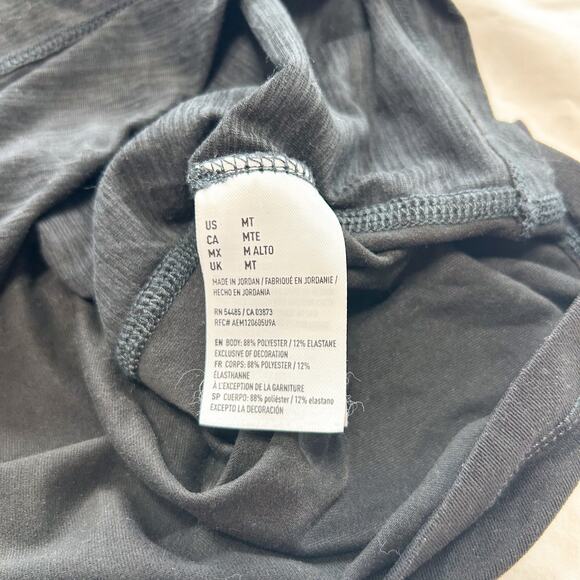 US MT
CA MTE
MX M ALTO
UK MT
MADE IN JORDAN / FABRIQUÉ EN JORDANIE /
HECHO EN JORDANIA
RN 54485 / CA 03873
RFC# AEM120605U9A
EN BODY: 88% POLYESTER / 12% ELASTANE
EXCLUSIVE OF DECORATION
FR CORPS: 88% POLYESTER / 12%
ÉLASTHANNE
À L'EXCEPTION DE LA GARNITURE
SP CUERPO: 88% poliéster / 12% elastano
EXCEPTO LA DECORACIÓN